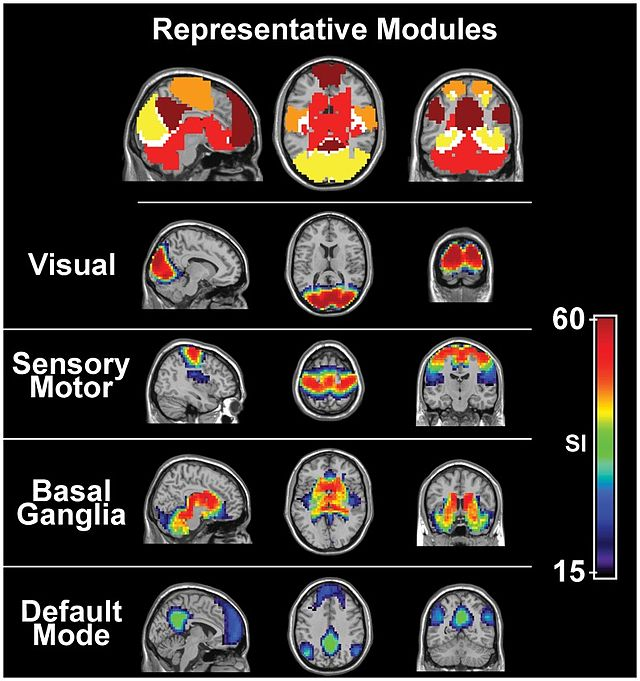 Representative Modules
Visual
Sensory
Motor
Basal
Ganglia
Default
Mode
60
SI
15